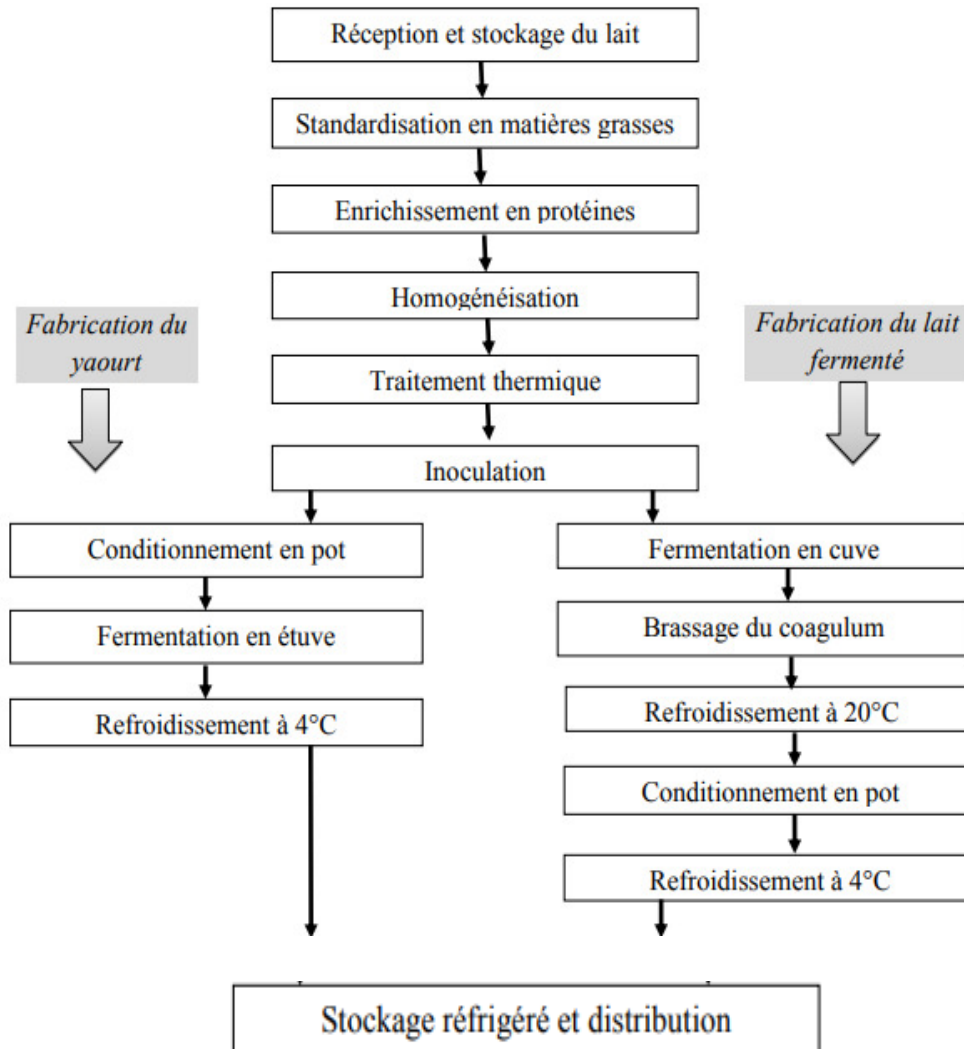 Réception et stockage du lait
Standardisation en matières grasses
Enrichissement en protéines
Homogénéisation
Fabrication du
yaourt
Fabrication du lait
fermenté
Traitement thermique
Inoculation
Conditionnement en pot
Fermentation en étuve
Refroidissement à 4°C
Fermentation en cuve
Brassage du coagulum
Refroidissement à 20°C
Conditionnement en pot
Refroidissement à 4°C
Stockage réfrigéré et distribution